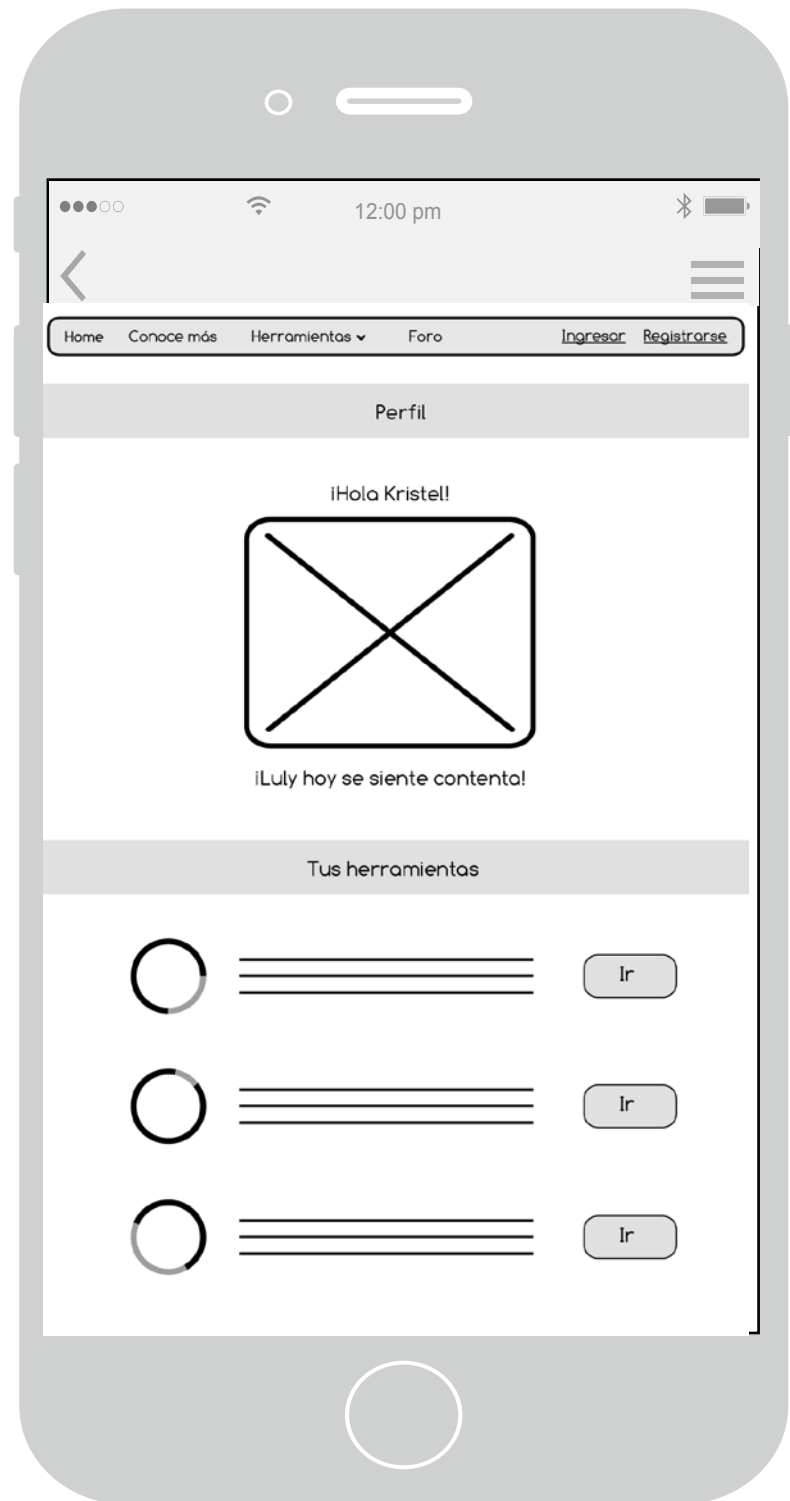 12:00 pm
Home Conoce más Herramientas Foro Ingresar Registrarse
Perfil
¡Hola Kristel!
¡Luly hoy se siente contenta!
Tus herramientas
Ir
Ir
Ir